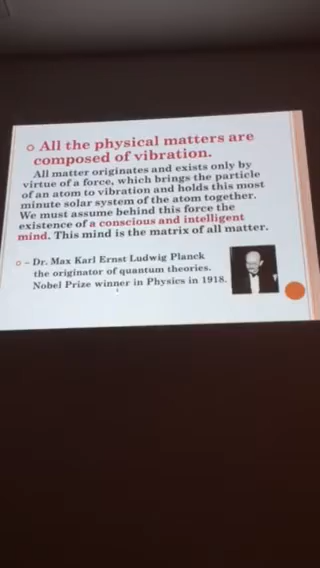 All the physical matters are
composed of vibration.
All matter originates and exists only by
virtue of a force, which brings the particle
of an atom to vibration and holds this most
minute solar system of the atom together.
We must assume behind this force the
existence of a conscious and intelligent
mind. This mind is the matrix of all matter.
– Dr. Max Karl Ernst Ludwig Planck
the originator of quantum theories.
Nobel Prize winner in Physics in 1918.